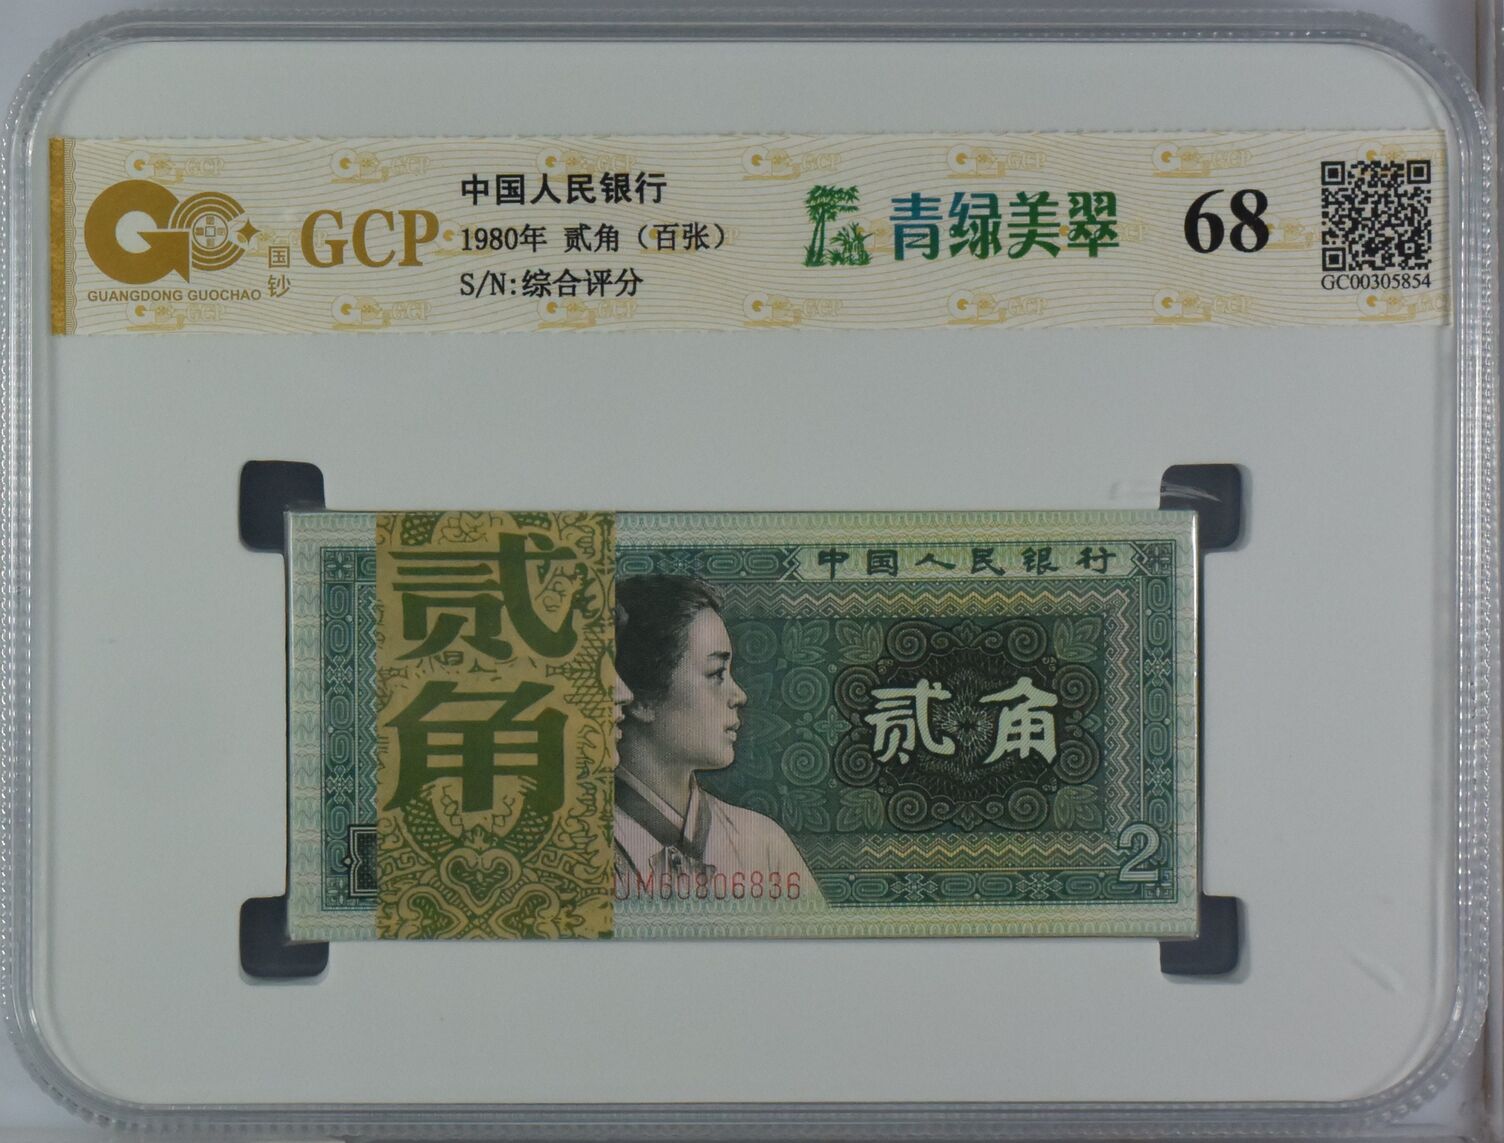 GCP
国钞
GUANGDONG GUOCHAO
中国人民银行
1980年 贰角（百张）
S/N:综合评分
青绿美翠
68
GC00305854
贰角
中国人民银行
贰角
2
UM60806836